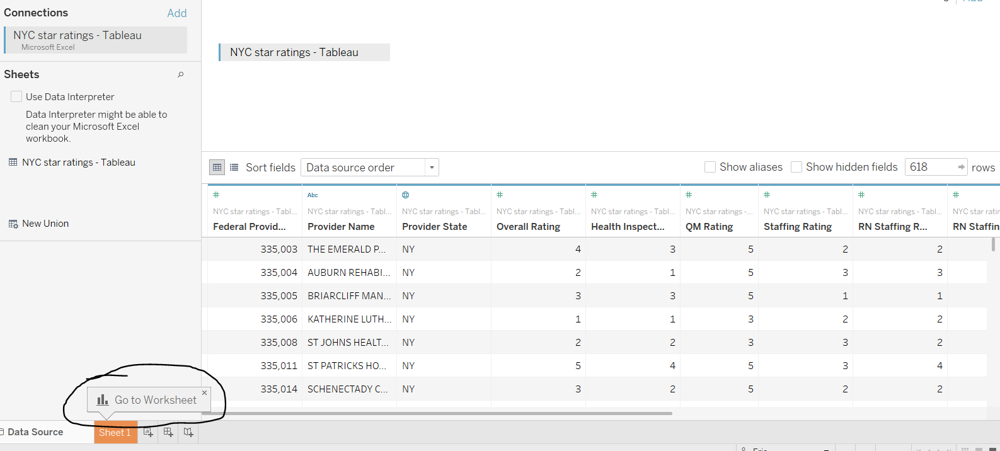 Connections Add
NYC star ratings - Tableau
Microsoft Excel
Sheets
Use Data Interpreter
Data Interpreter might be able to
clean your Microsoft Excel
workbook.
NYC star ratings - Tableau
New Union
NYC star ratings - Tableau
Sort fields Data source order Show aliases Show hidden fields 618 rows
# Abc # # # # # #
NYC star ratings - Tabl... NYC star ratings - Tabl... NYC star ratings - Tabl... NYC star ratings - Tabl... NYC star ratings - Tabl... NYC star ratings -... NYC star ratings - Tabl... NYC star ratings - Tabl... NYC star ratin
Federal Provid... Provider Name Provider State Overall Rating Health Inspect... QM Rating Staffing Rating RN Staffing R... RN Staffin
335,003 THE EMERALD P... NY 4 3 5 2 2
335,004 AUBURN REHABI... NY 2 1 5 3 3
335,005 BRIARCLIFF MAN... NY 3 3 5 1 1
335,006 KATHERINE LUTH... NY 1 1 3 2 2
335,008 ST JOHNS HEALT... NY 2 2 3 3 2
335,011 ST PATRICKS HO... NY 5 4 5 3 4
335,014 SCHENECTADY C... NY 3 2 5 2 2
Go to Worksheet
Data Source Sheet 1